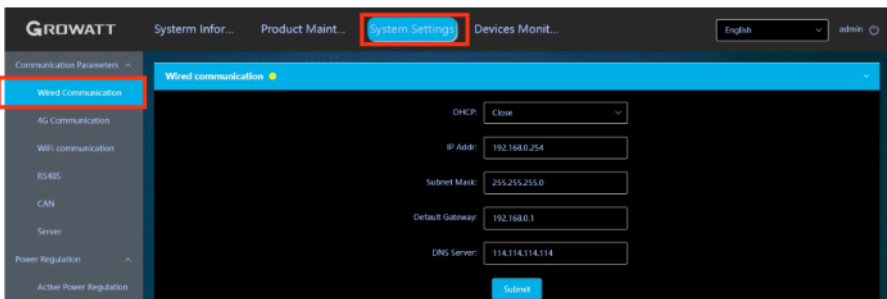 GROWATT
Systerm Infor... Product Maint... System Settings Devices Monit... English admin
Communication Parameters
Wired Communication
4G Communication
WiFi communication
RS485
CAN
Server
Power Regulation
Active Power Regulation
Wired communication
DHCP: Close
IP Addr: 192.168.0.254
Subnet Mask: 255.255.255.0
Default Gateway: 192.168.0.1
DNS Server: 114.114.114.114
Submit